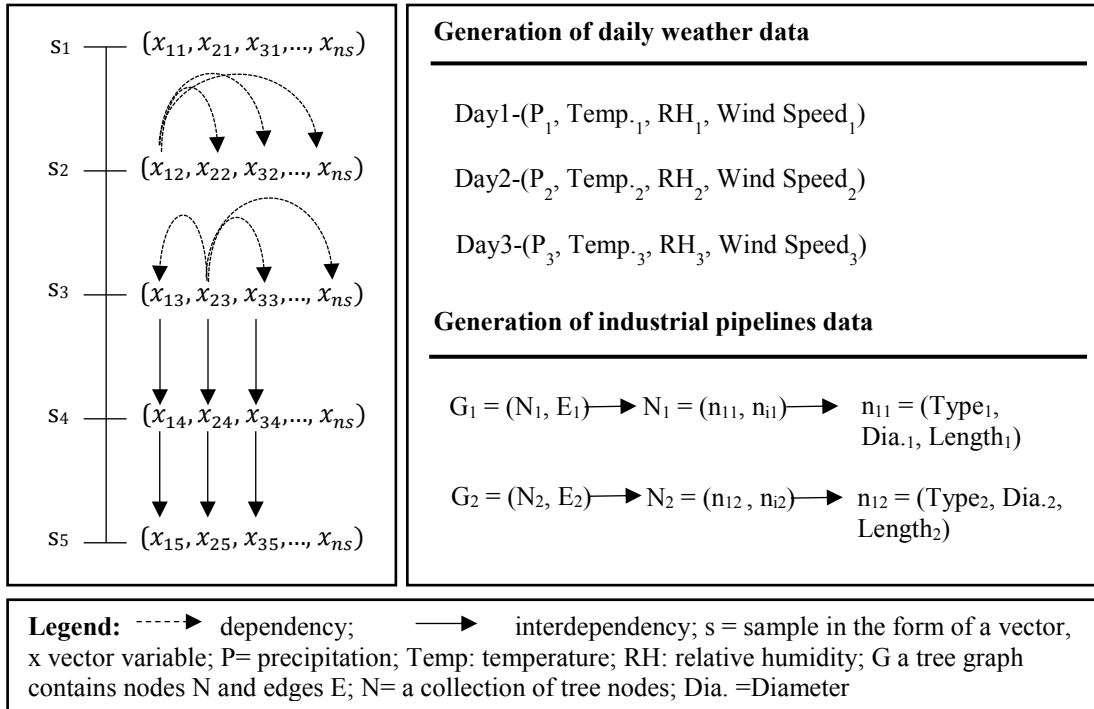 s₁ (x₁₁, x₂₁, x₃₁,..., xₙₛ)
s₂ (x₁₂, x₂₂, x₃₂,..., xₙₛ)
s₃ (x₁₃, x₂₃, x₃₃,..., xₙₛ)
s₄ (x₁₄, x₂₄, x₃₄,..., xₙₛ)
s₅ (x₁₅, x₂₅, x₃₅,..., xₙₛ)
Generation of daily weather data
Day1-(P₁, Temp.₁, RH₁, Wind Speed₁)
Day2-(P₂, Temp.₂, RH₂, Wind Speed₂)
Day3-(P₃, Temp.₃, RH₃, Wind Speed₃)
Generation of industrial pipelines data
G₁ = (N₁, E₁) N₁ = (n₁₁, nᵢ₁) n₁₁ = (Type₁,
Dia.₁, Length₁)
G₂ = (N₂, E₂) N₂ = (n₁₂ , nᵢ₂) n₁₂ = (Type₂, Dia.₂,
Length₂)
Legend: dependency; interdependency; s = sample in the form of a vector,
x vector variable; P= precipitation; Temp: temperature; RH: relative humidity; G a tree graph
contains nodes N and edges E; N= a collection of tree nodes; Dia. =Diameter